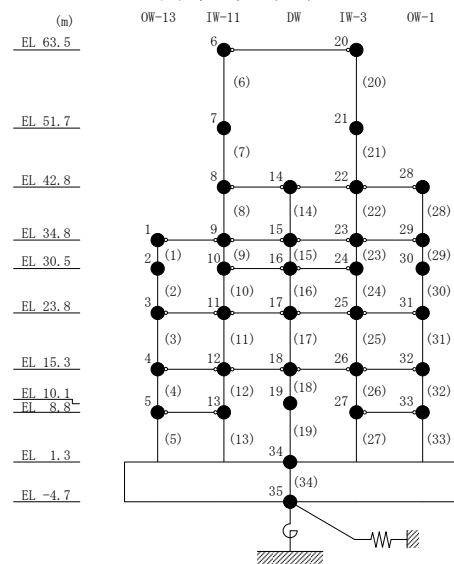 (m) OW-13 IW-11 DW IW-3 OW-1
EL 63.5 6 20
(6) (20)
EL 51.7 7 21
(7) (21)
EL 42.8 8 14 22 28
(8) (14) (22) (28)
EL 34.8 1 9 15 23 29
(1) (9) (15) (23) (29)
EL 30.5 2 10 16 24 30
(2) (10) (16) (24) (30)
EL 23.8 3 11 17 25 31
(3) (11) (17) (25) (31)
EL 15.3 4 12 18 26 32
(4) (12) (18) (26) (32)
EL 10.1 19
EL 8.8 5 13 27 33
(5) (13) (19) (27) (33)
EL 1.3 34
(34)
EL -4.7 35